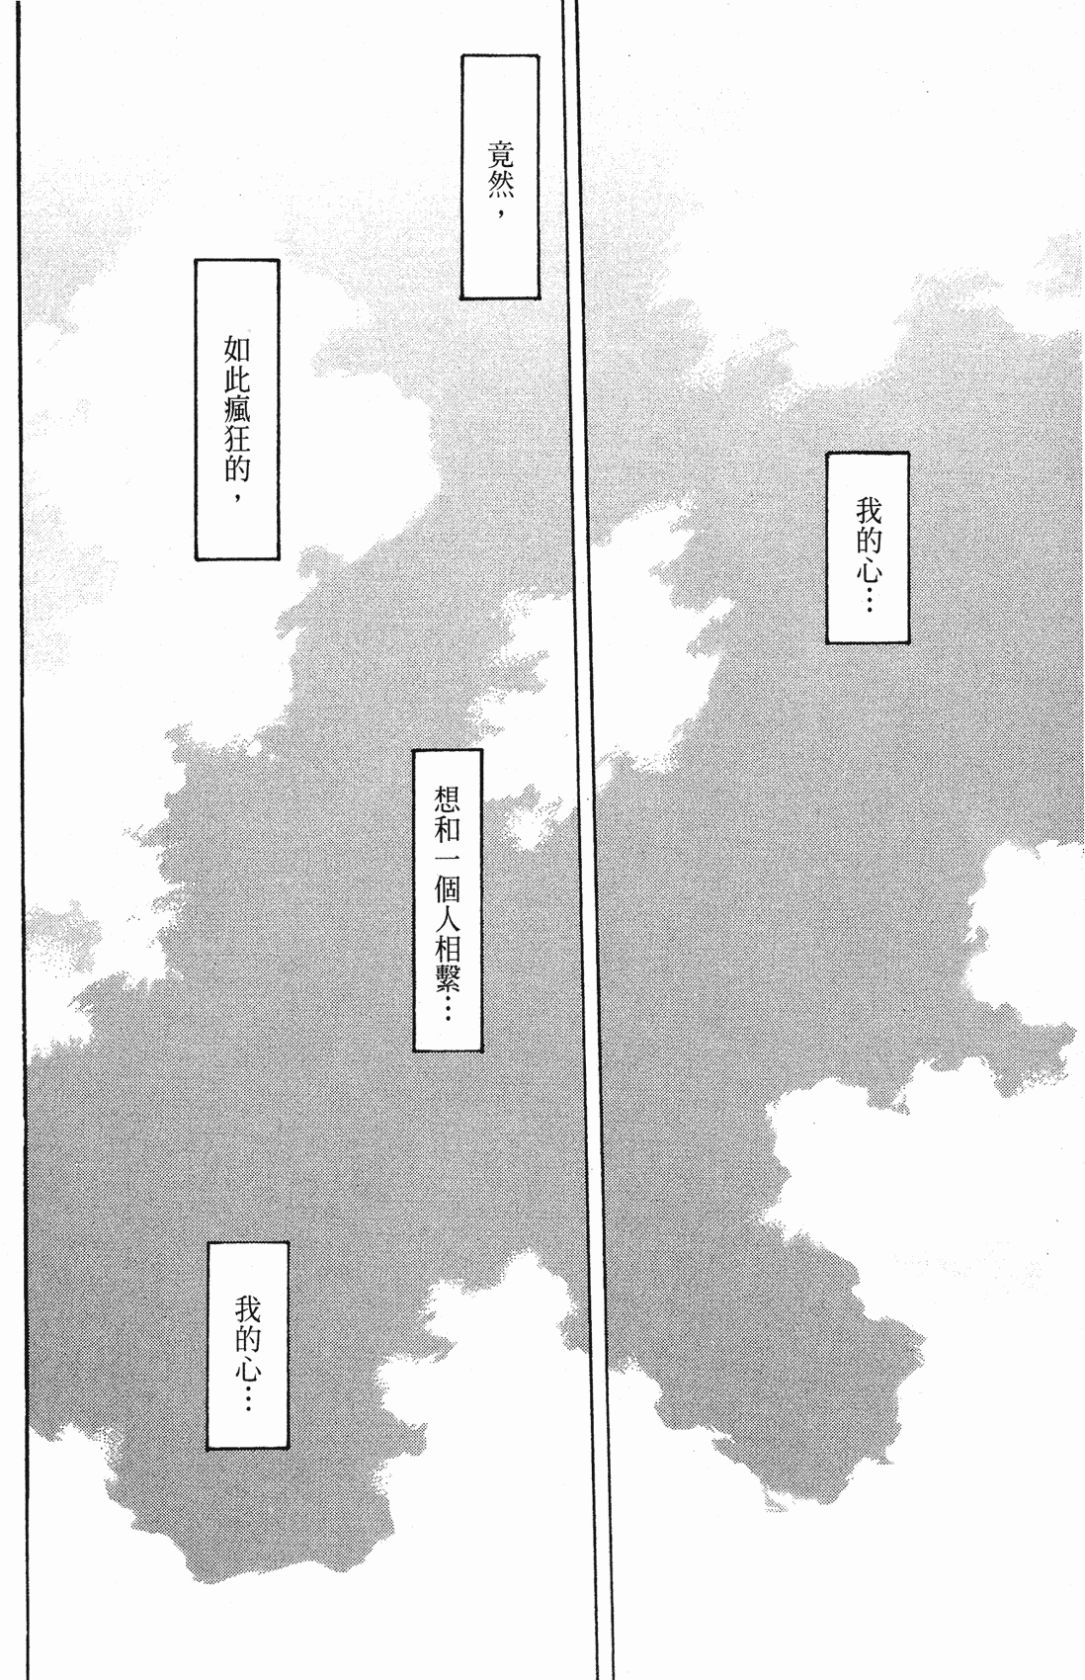 我的心⋯
竟然，
如此瘋狂的，
想和一個人相繫⋯
我的心⋯